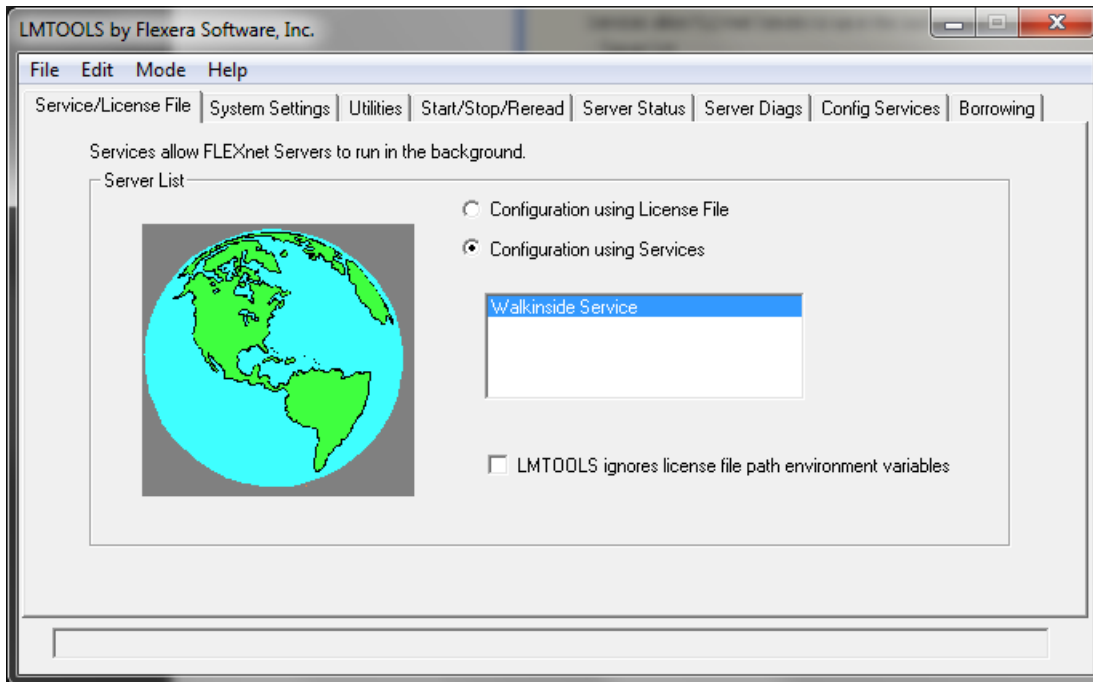 LMTOOLS by Flexera Software, Inc.
File Edit Mode Help
Service/License File System Settings Utilities Start/Stop/Reread Server Status Server Diags Config Services Borrowing
Services allow FLEXnet Servers to run in the background.
Server List
Configuration using License File
Configuration using Services
Walkinside Service
LMTOOLS ignores license file path environment variables